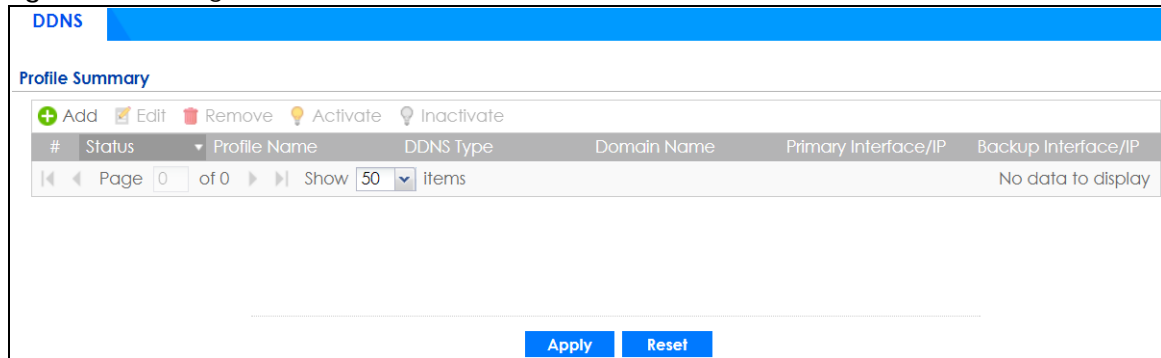 DDNS
Profile Summary
Add Edit Remove Activate Inactivate
# Status Profile Name DDNS Type Domain Name Primary Interface/IP Backup Interface/IP
Page 0 of 0 Show 50 items No data to display
Apply Reset